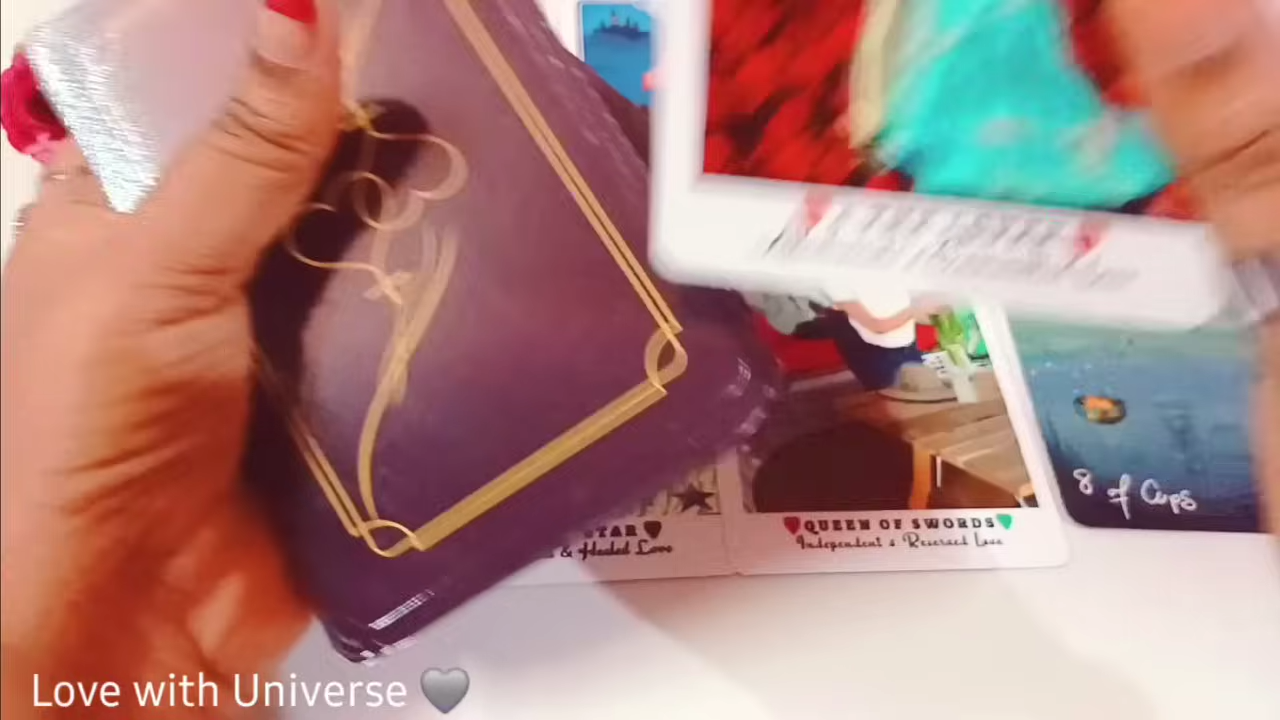 8 of Cups
STAR
& Healed Love
QUEEN OF SWORDS
Independent & Reserved Love
Love with Universe